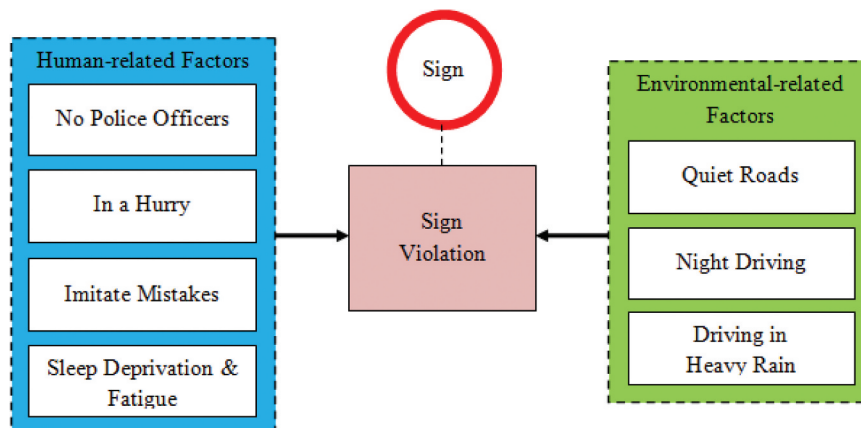 Human-related Factors
No Police Officers
In a Hurry
Imitate Mistakes
Sleep Deprivation &
Fatigue
Sign
Sign
Violation
Environmental-related
Factors
Quiet Roads
Night Driving
Driving in
Heavy Rain